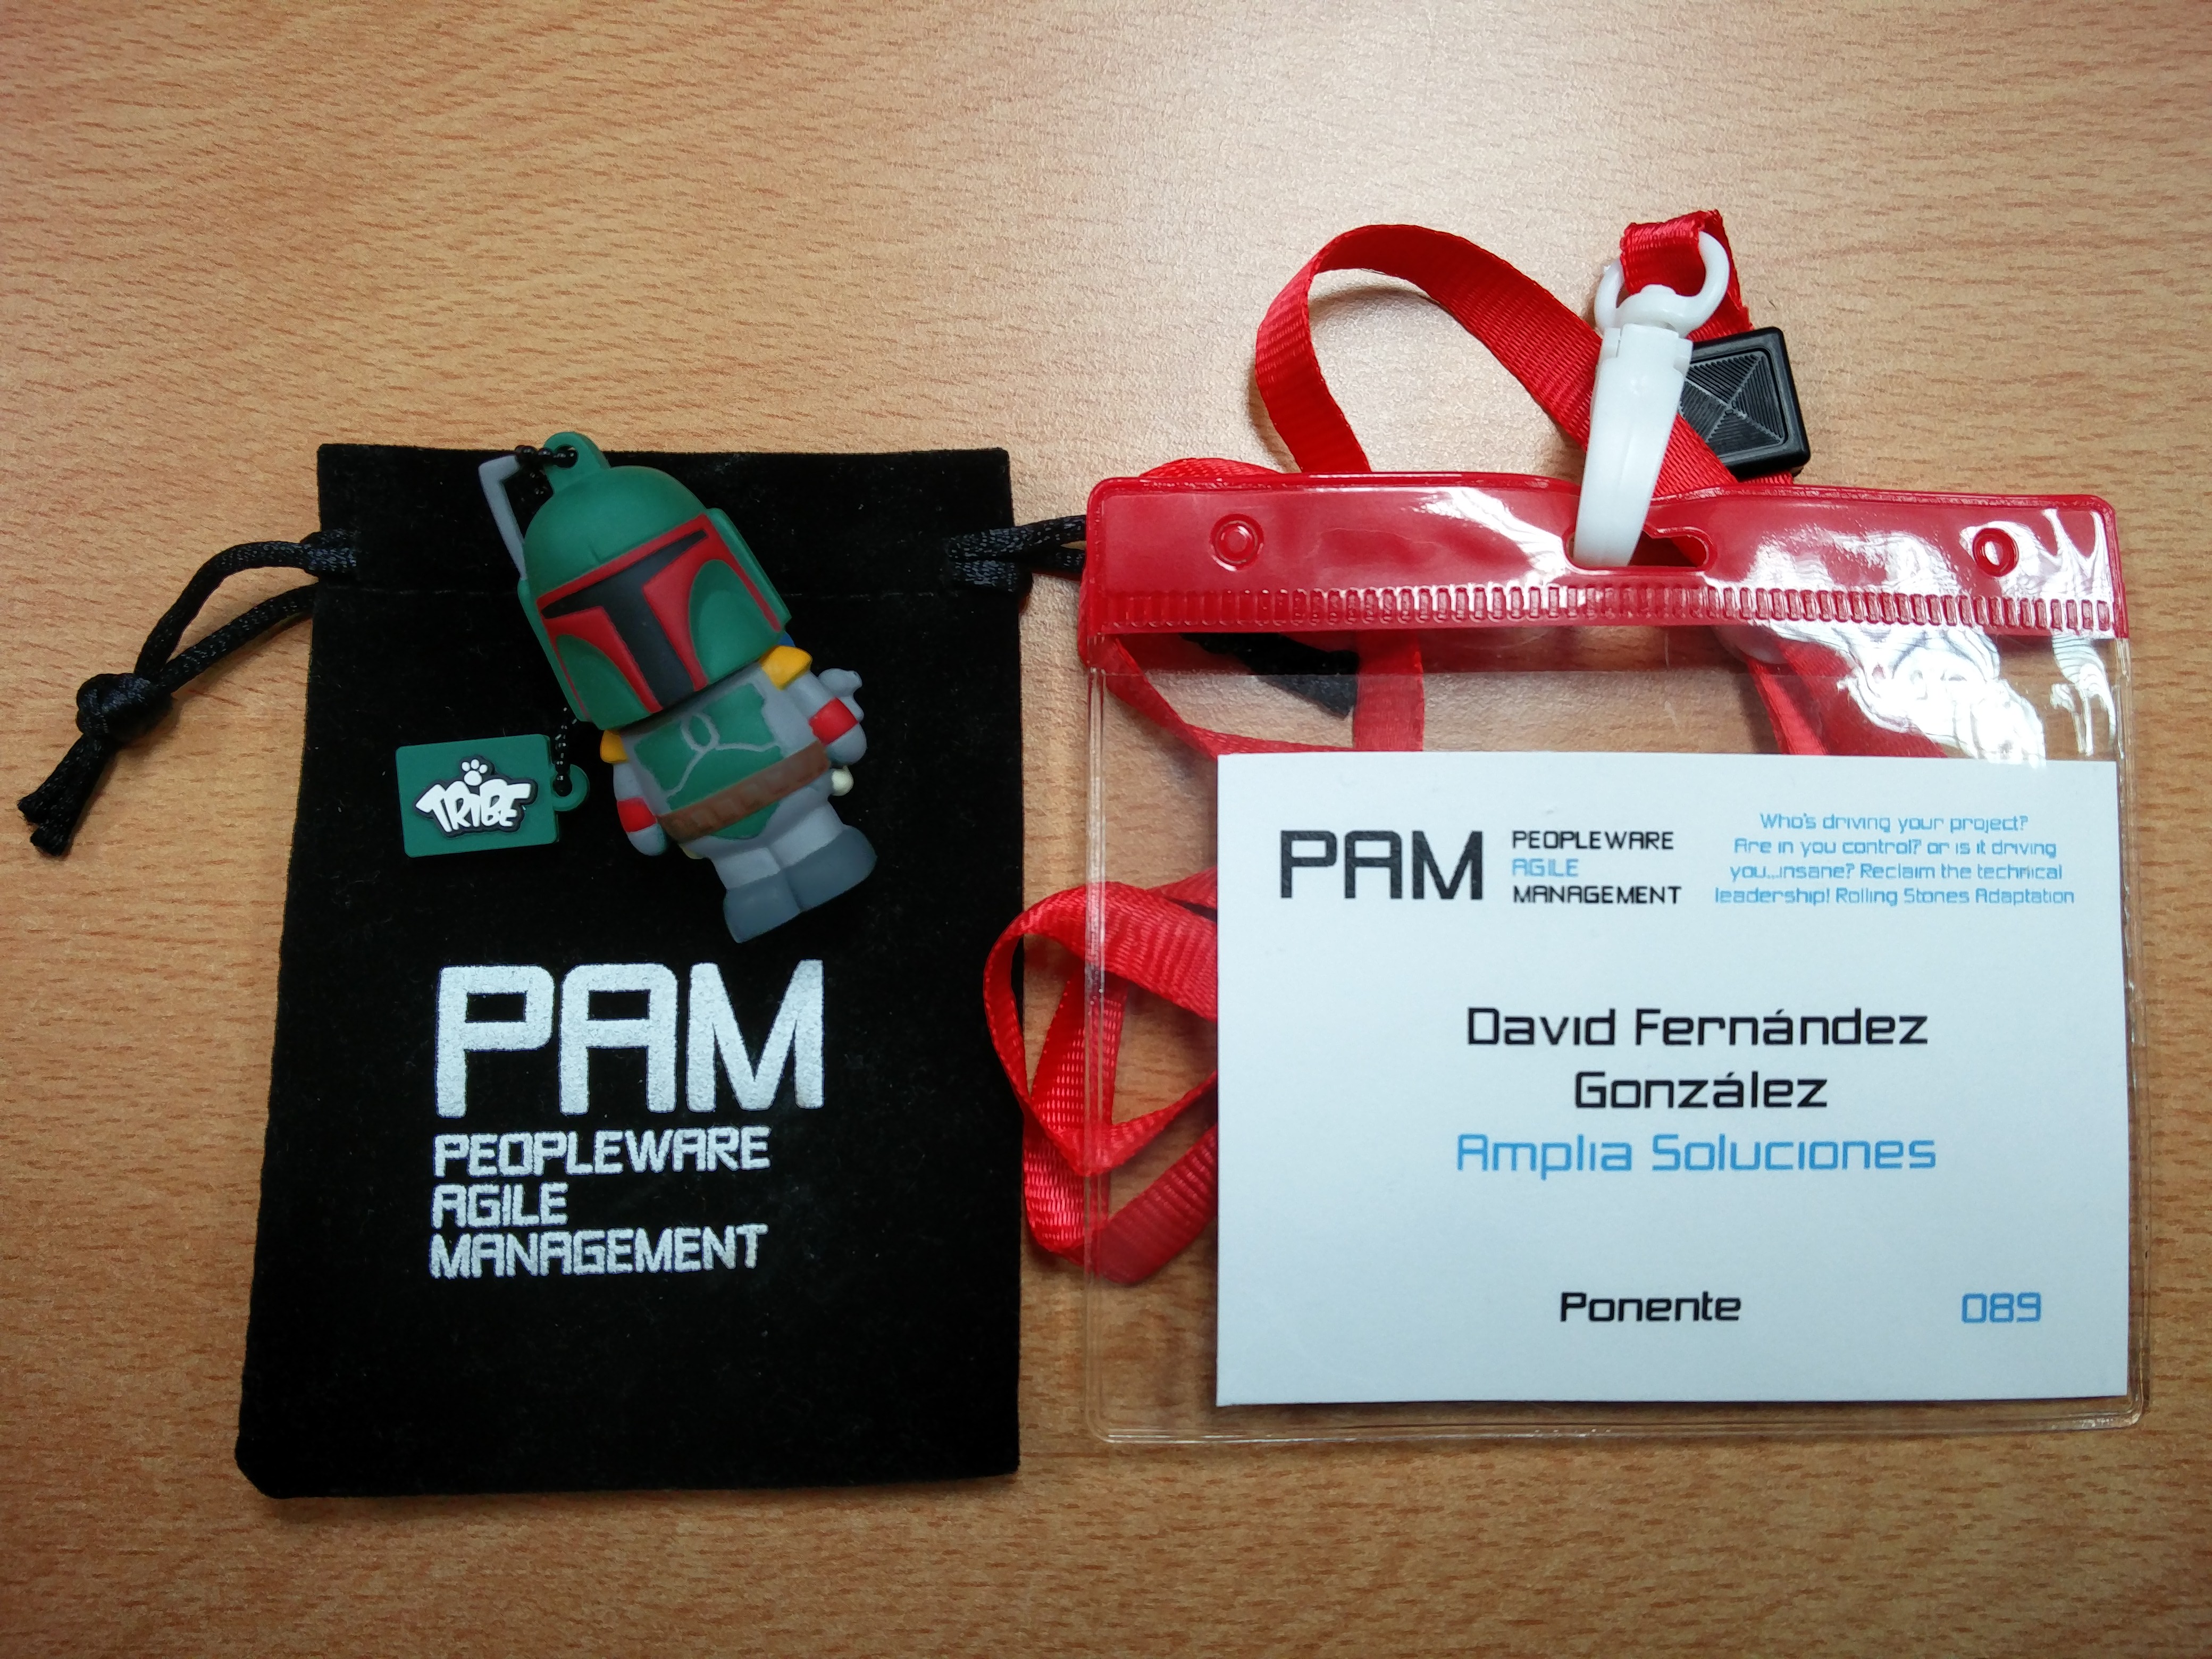 TRIBE
PAM
PEOPLEWARE
AGILE
MANAGEMENT
PAM
PEOPLEWARE
AGILE
MANAGEMENT
Who's driving your project?
Are in you control? or is it driving
you...insane? Reclaim the technical
leadership! Rolling Stones Adaptation
David Fernández
González
Amplia Soluciones
Ponente
089